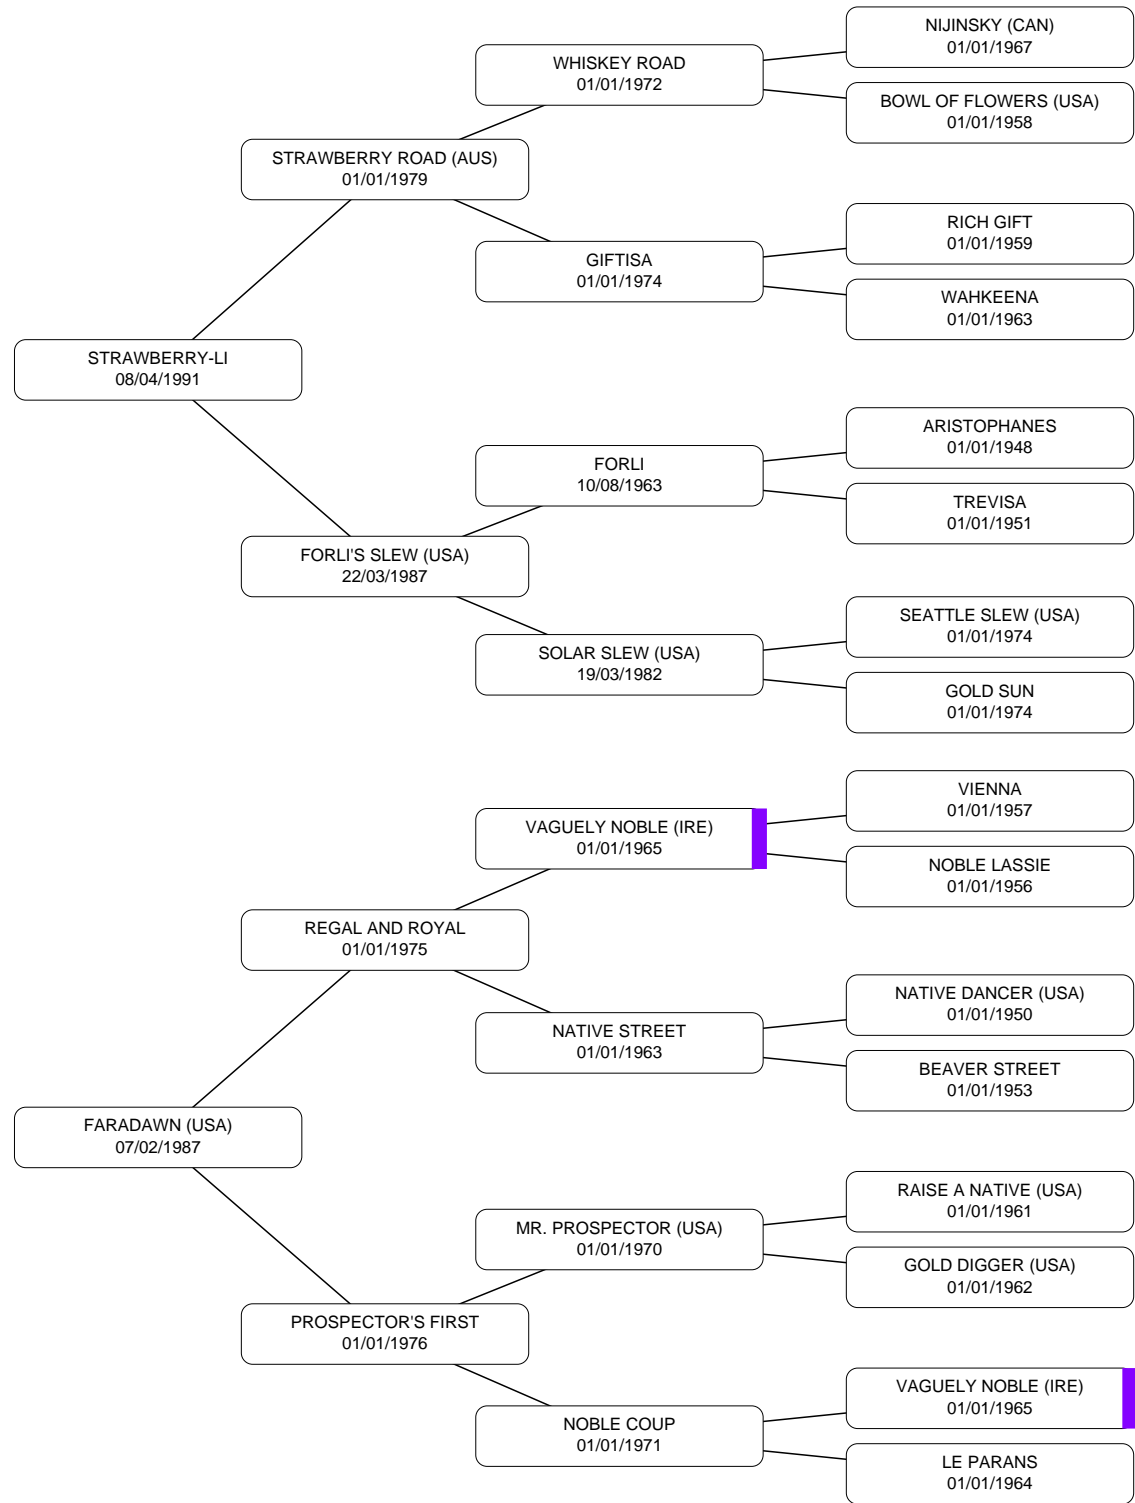 NIJINSKY (CAN)
01/01/1967
WHISKEY ROAD
01/01/1972
BOWL OF FLOWERS (USA)
01/01/1958
STRAWBERRY ROAD (AUS)
01/01/1979
RICH GIFT
01/01/1959
GIFTISA
01/01/1974
WAHKEENA
01/01/1963
STRAWBERRY-LI
08/04/1991
ARISTOPHANES
01/01/1948
FORLI
10/08/1963
TREVISA
01/01/1951
FORLI'S SLEW (USA)
22/03/1987
SEATTLE SLEW (USA)
01/01/1974
SOLAR SLEW (USA)
19/03/1982
GOLD SUN
01/01/1974
VIENNA
01/01/1957
VAGUELY NOBLE (IRE)
01/01/1965
NOBLE LASSIE
01/01/1956
REGAL AND ROYAL
01/01/1975
NATIVE DANCER (USA)
01/01/1950
NATIVE STREET
01/01/1963
BEAVER STREET
01/01/1953
FARADAWN (USA)
07/02/1987
RAISE A NATIVE (USA)
01/01/1961
MR. PROSPECTOR (USA)
01/01/1970
GOLD DIGGER (USA)
01/01/1962
PROSPECTOR'S FIRST
01/01/1976
VAGUELY NOBLE (IRE)
01/01/1965
NOBLE COUP
01/01/1971
LE PARANS
01/01/1964